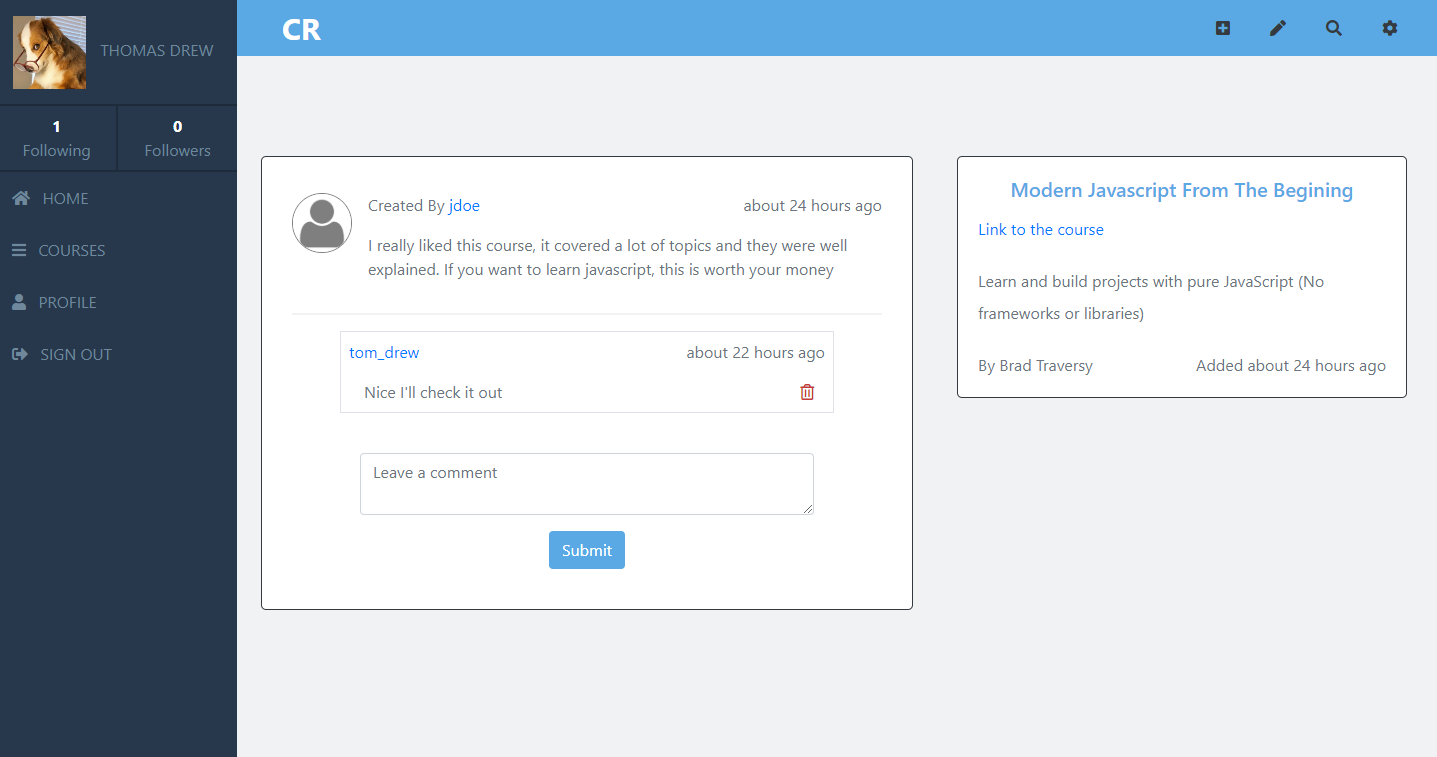 THOMAS DREW
1
Following
0
Followers
HOME
COURSES
PROFILE
SIGN OUT
CR
Created By jdoe
about 24 hours ago
I really liked this course, it covered a lot of topics and they were well
explained. If you want to learn javascript, this is worth your money
tom_drew
about 22 hours ago
Nice I'll check it out
Leave a comment
Submit
Modern Javascript From The Begining
Link to the course
Learn and build projects with pure JavaScript (No
frameworks or libraries)
By Brad Traversy
Added about 24 hours ago